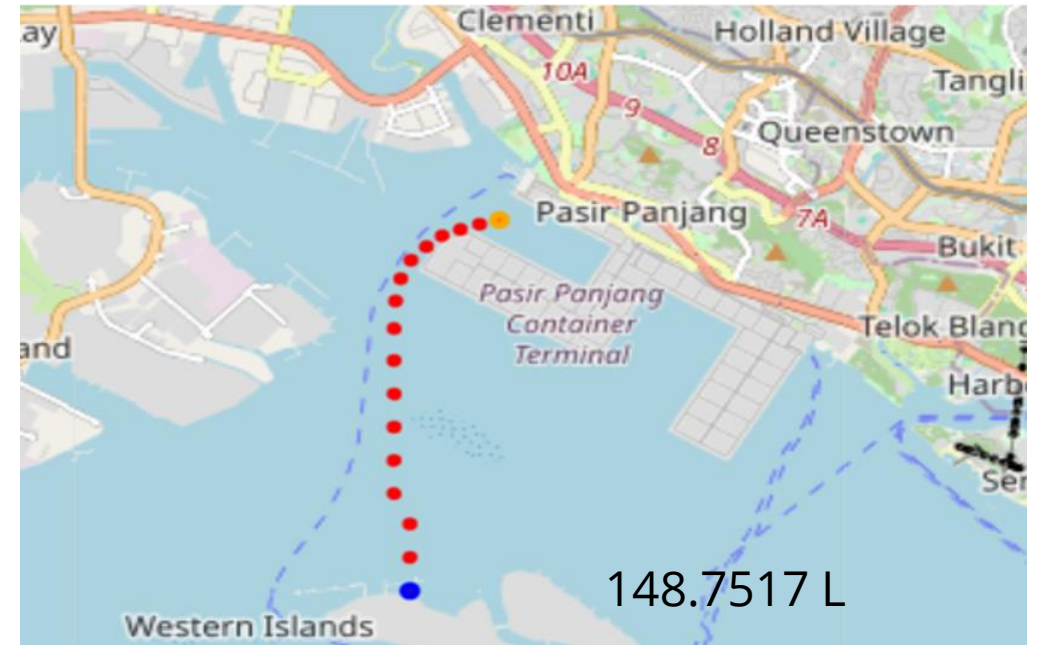 Clementi
Holland Village
ay
10A
Tangli
9
8
Queenstown
Pasir Panjang
7A
Bukit
Pasir Panjang
Container
Terminal
Telok Blang
and
Harb
Ser
148.7517 L
Western Islands